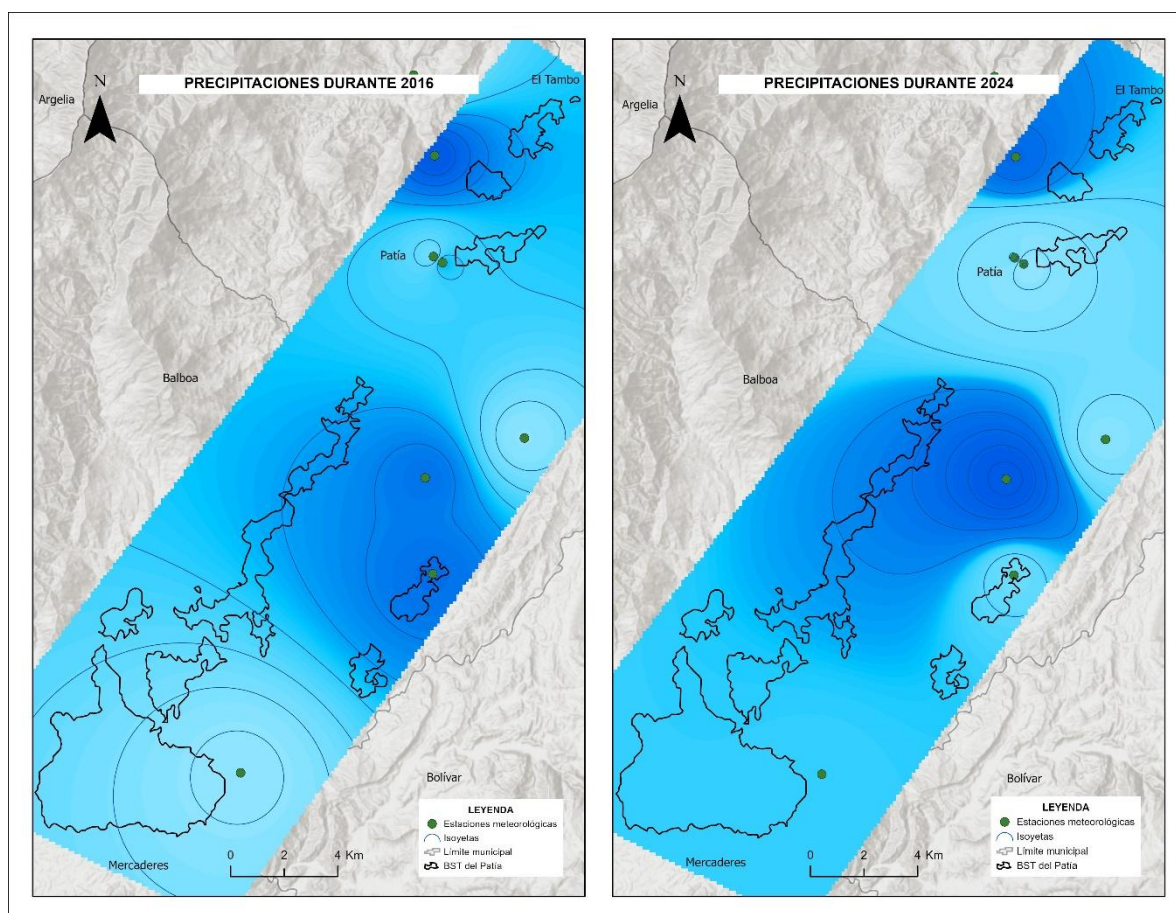 PRECIPITACIONES DURANTE 2016
N
El Tambo
Argelia
Patía
Balboa
Bolívar
LEYENDA
Estaciones meteorológicas
Isoyetas
Límite municipal
BST del Patía
Mercaderes
0 2 4 Km
PRECIPITACIONES DURANTE 2024
N
El Tambo
Argelia
Patía
Balboa
Bolívar
LEYENDA
Estaciones meteorológicas
Isoyetas
Límite municipal
BST del Patía
Mercaderes
0 2 4 Km